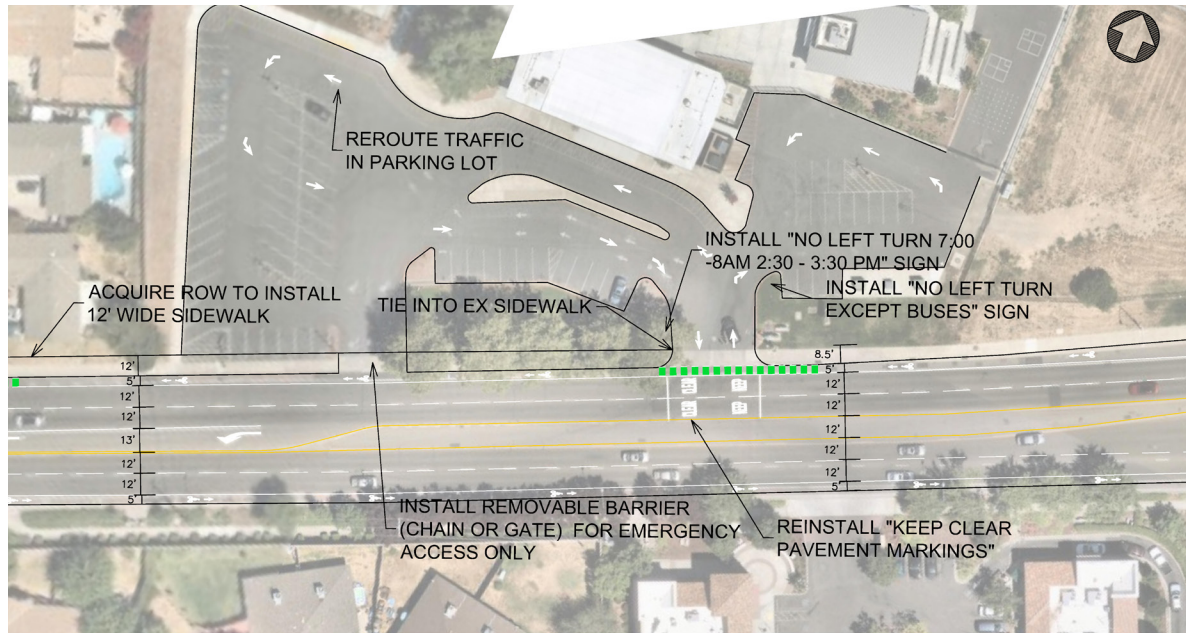 REROUTE TRAFFIC
IN PARKING LOT
INSTALL "NO LEFT TURN 7:00
-8AM 2:30 - 3:30 PM" SIGN
INSTALL "NO LEFT TURN
EXCEPT BUSES" SIGN
ACQUIRE ROW TO INSTALL
12' WIDE SIDEWALK
TIE INTO EX SIDEWALK
12'
5'
12'
12'
13'
12'
12'
5'
8.5'
5'
12'
12'
12'
12'
12'
5'
INSTALL REMOVABLE BARRIER
(CHAIN OR GATE) FOR EMERGENCY
ACCESS ONLY
REINSTALL "KEEP CLEAR
PAVEMENT MARKINGS"